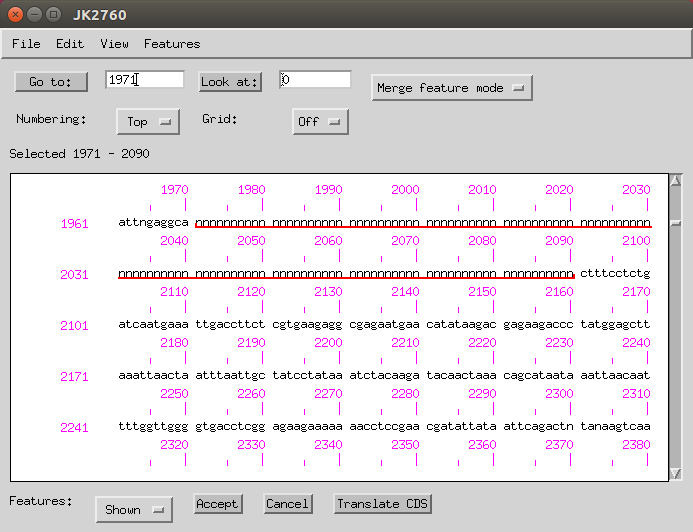 JK2760
File Edit View Features
Go to: 1971 Look at: 0 Merge feature mode
Numbering: Top Grid: Off
Selected 1971 - 2090
1970 1980 1990 2000 2010 2020 2030
1961 attngaggca nnnnnnnnnn nnnnnnnnnn nnnnnnnnnn nnnnnnnnnn nnnnnnnnnn nnnnnnnnnn
2040 2050 2060 2070 2080 2090 2100
2031 nnnnnnnnnn nnnnnnnnnn nnnnnnnnnn nnnnnnnnnn nnnnnnnnnn nnnnnnnnnn ctttcctctg
2110 2120 2130 2140 2150 2160 2170
2101 atcaatgaaa ttgaccttct cgtgaagagg cgagaatgaa catataagac gagaagaccc tatggagctt
2180 2190 2200 2210 2220 2230 2240
2171 aaattaacta atttaattgc tatcctataa atctacaaga tacaactaaa cagcataata aattaacaat
2250 2260 2270 2280 2290 2300 2310
2241 tttggttggg gtgacctcgg agaagaaaaa aacctccgaa cgatattata attcagactn tanaagtcaa
2320 2330 2340 2350 2360 2370 2380
Features: Shown Accept Cancel Translate CDS